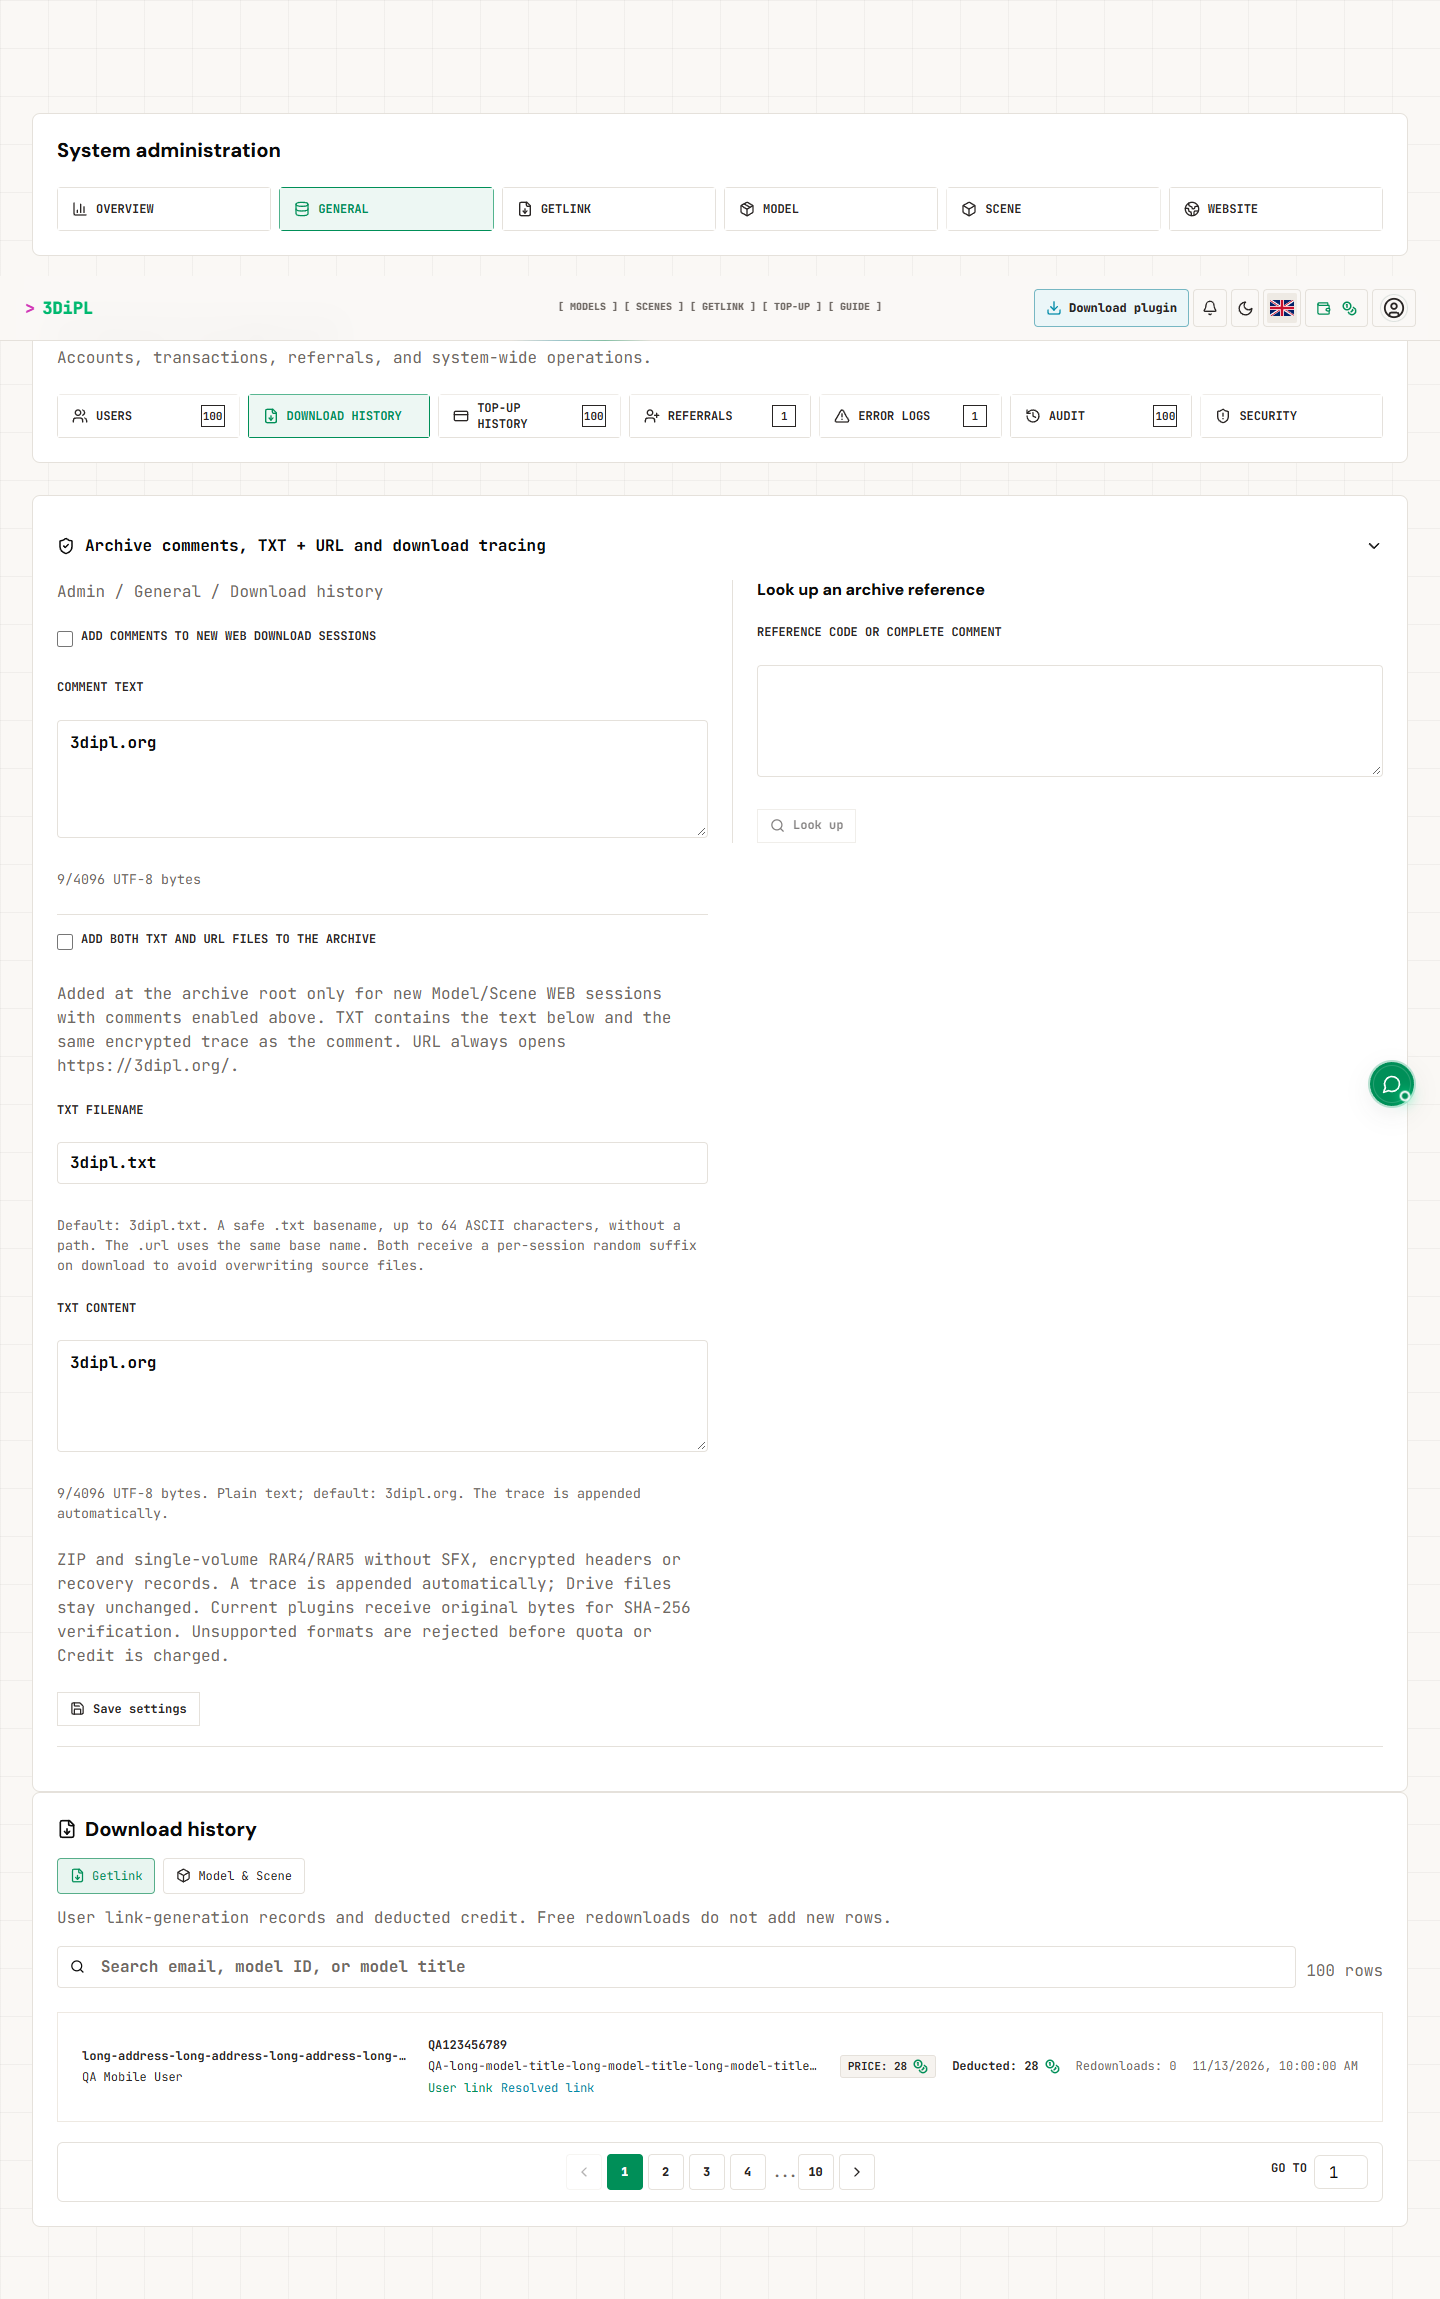 System administration
OVERVIEW
GENERAL
GETLINK
MODEL
SCENE
WEBSITE
> 3DiPL
[ MODELS ] [ SCENES ] [ GETLINK ] [ TOP-UP ] [ GUIDE ]
Download plugin
Accounts, transactions, referrals, and system-wide operations.
USERS 100
DOWNLOAD HISTORY
TOP-UP HISTORY 100
REFERRALS 1
ERROR LOGS 1
AUDIT 100
SECURITY
Archive comments, TXT + URL and download tracing
Admin / General / Download history
ADD COMMENTS TO NEW WEB DOWNLOAD SESSIONS
COMMENT TEXT
3dipl.org
9/4096 UTF-8 bytes
Look up an archive reference
REFERENCE CODE OR COMPLETE COMMENT
Look up
ADD BOTH TXT AND URL FILES TO THE ARCHIVE
Added at the archive root only for new Model/Scene WEB sessions
with comments enabled above. TXT contains the text below and the
same encrypted trace as the comment. URL always opens
https://3dipl.org/.
TXT FILENAME
3dipl.txt
Default: 3dipl.txt. A safe .txt basename, up to 64 ASCII characters, without a
path. The .url uses the same base name. Both receive a per-session random suffix
on download to avoid overwriting source files.
TXT CONTENT
3dipl.org
9/4096 UTF-8 bytes. Plain text; default: 3dipl.org. The trace is appended
automatically.
ZIP and single-volume RAR4/RAR5 without SFX, encrypted headers or
recovery records. A trace is appended automatically; Drive files
stay unchanged. Current plugins receive original bytes for SHA-256
verification. Unsupported formats are rejected before quota or
Credit is charged.
Save settings
Download history
Getlink
Model & Scene
User link-generation records and deducted credit. Free redownloads do not add new rows.
Search email, model ID, or model title
100 rows
long-address-long-address-long-address-long-…
QA Mobile User
QA123456789
QA-long-model-title-long-model-title-long-model-title…
User link Resolved link
PRICE: 28
Deducted: 28
Redownloads: 0
11/13/2026, 10:00:00 AM
1 2 3 4 ... 10
GO TO 1